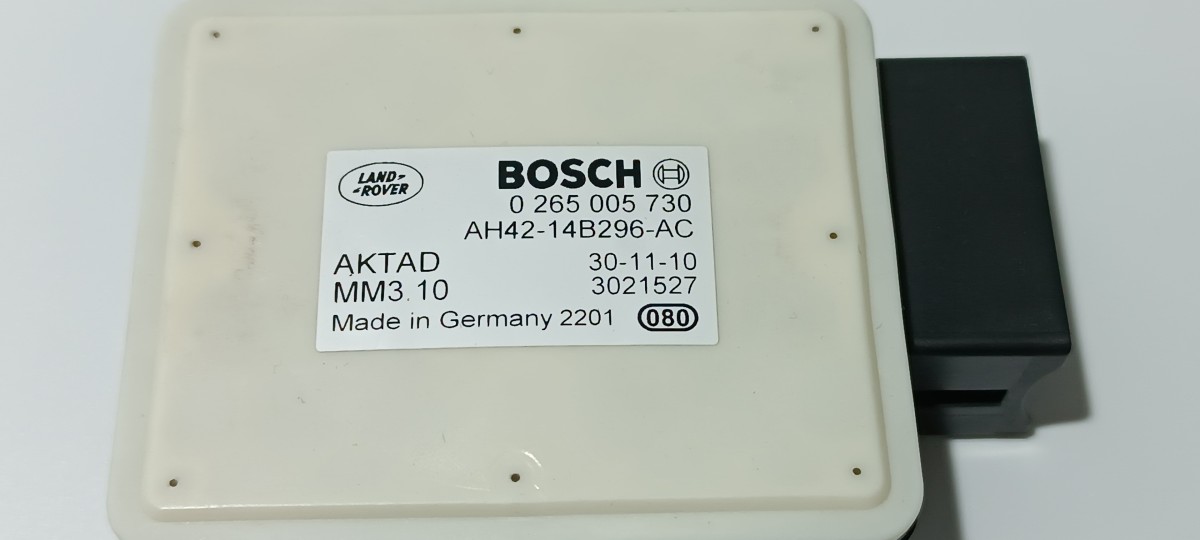 LAND-
-ROVER
BOSCH
0 265 005 730
AH42-14B296-AC
AKTAD 30-11-10
MM3.10 3021527
Made in Germany 2201 080